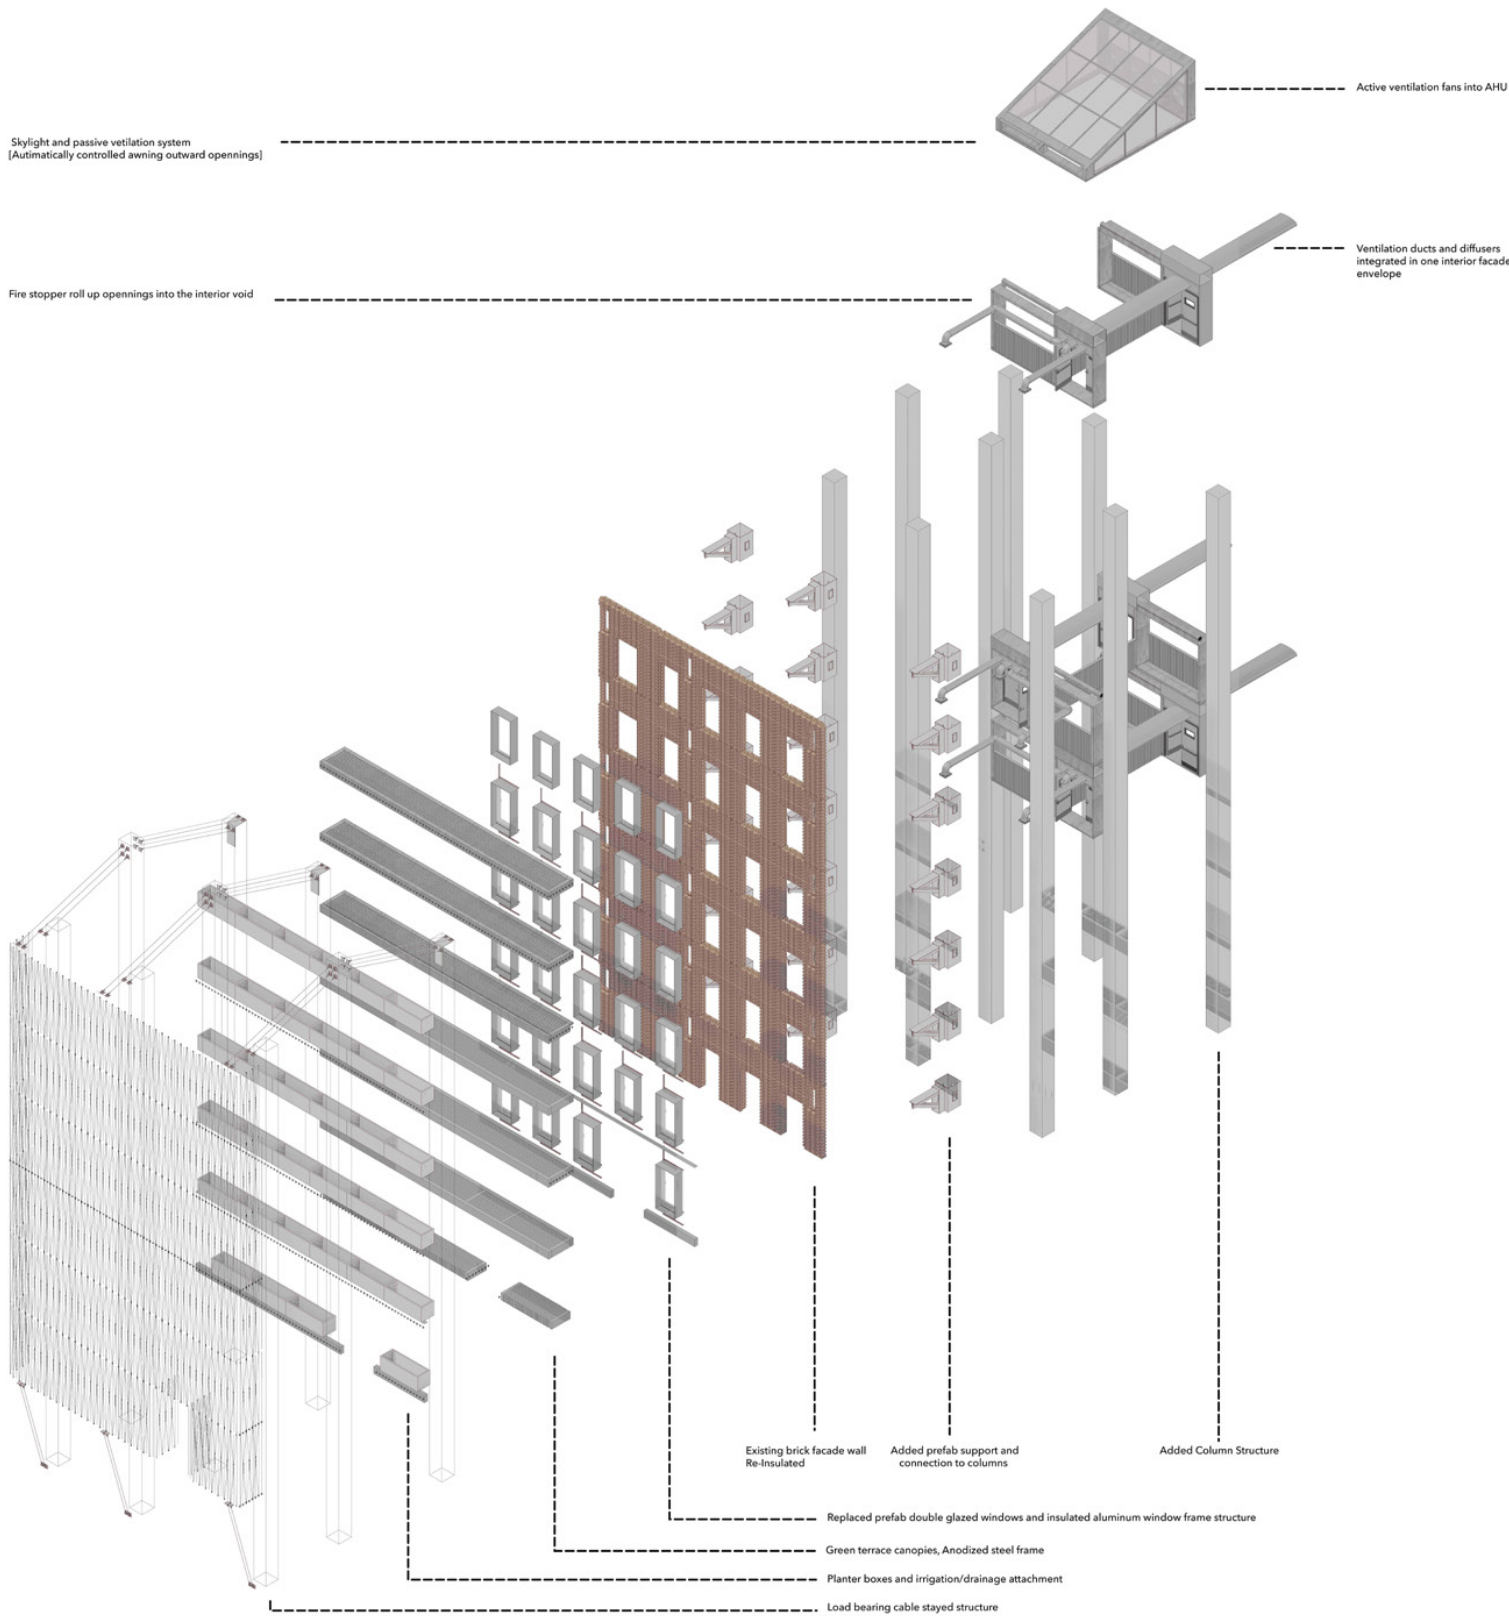 Active ventilation fans into AHU
Skylight and passive vetilation system
[Autimatically controlled awning outward opennings]
Ventilation ducts and diffusers
integrated in one interior facade
envelope
Fire stopper roll up opennings into the interior void
Existing brick facade wall
Re-Insulated
Added prefab support and
connection to columns
Added Column Structure
Replaced prefab double glazed windows and insulated aluminum window frame structure
Green terrace canopies, Anodized steel frame
Planter boxes and irrigation/drainage attachment
Load bearing cable stayed structure